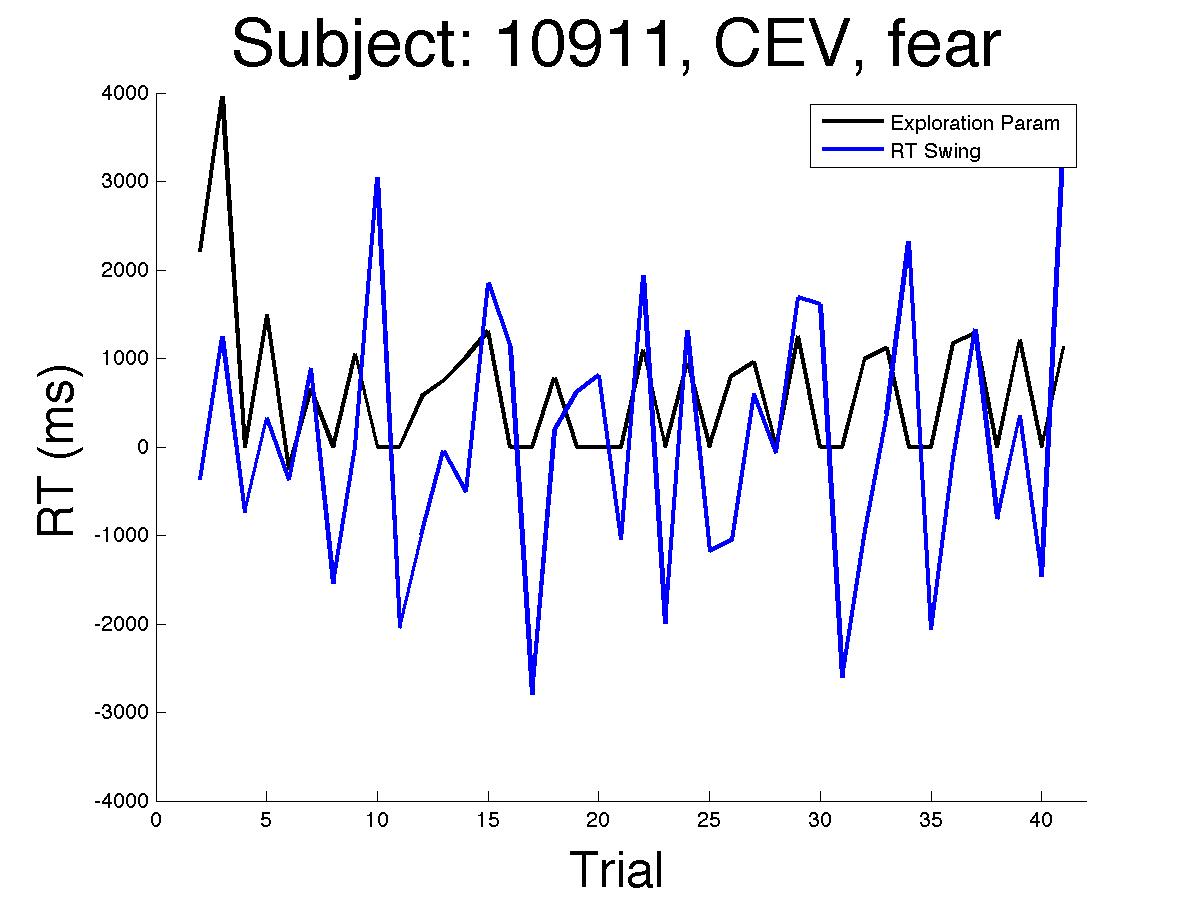 Subject: 10911, CEV, fear
4000
3000
2000
1000
0
-1000
-2000
-3000
-4000
RT (ms)
Exploration Param
RT Swing
0 5 10 15 20 25 30 35 40
Trial